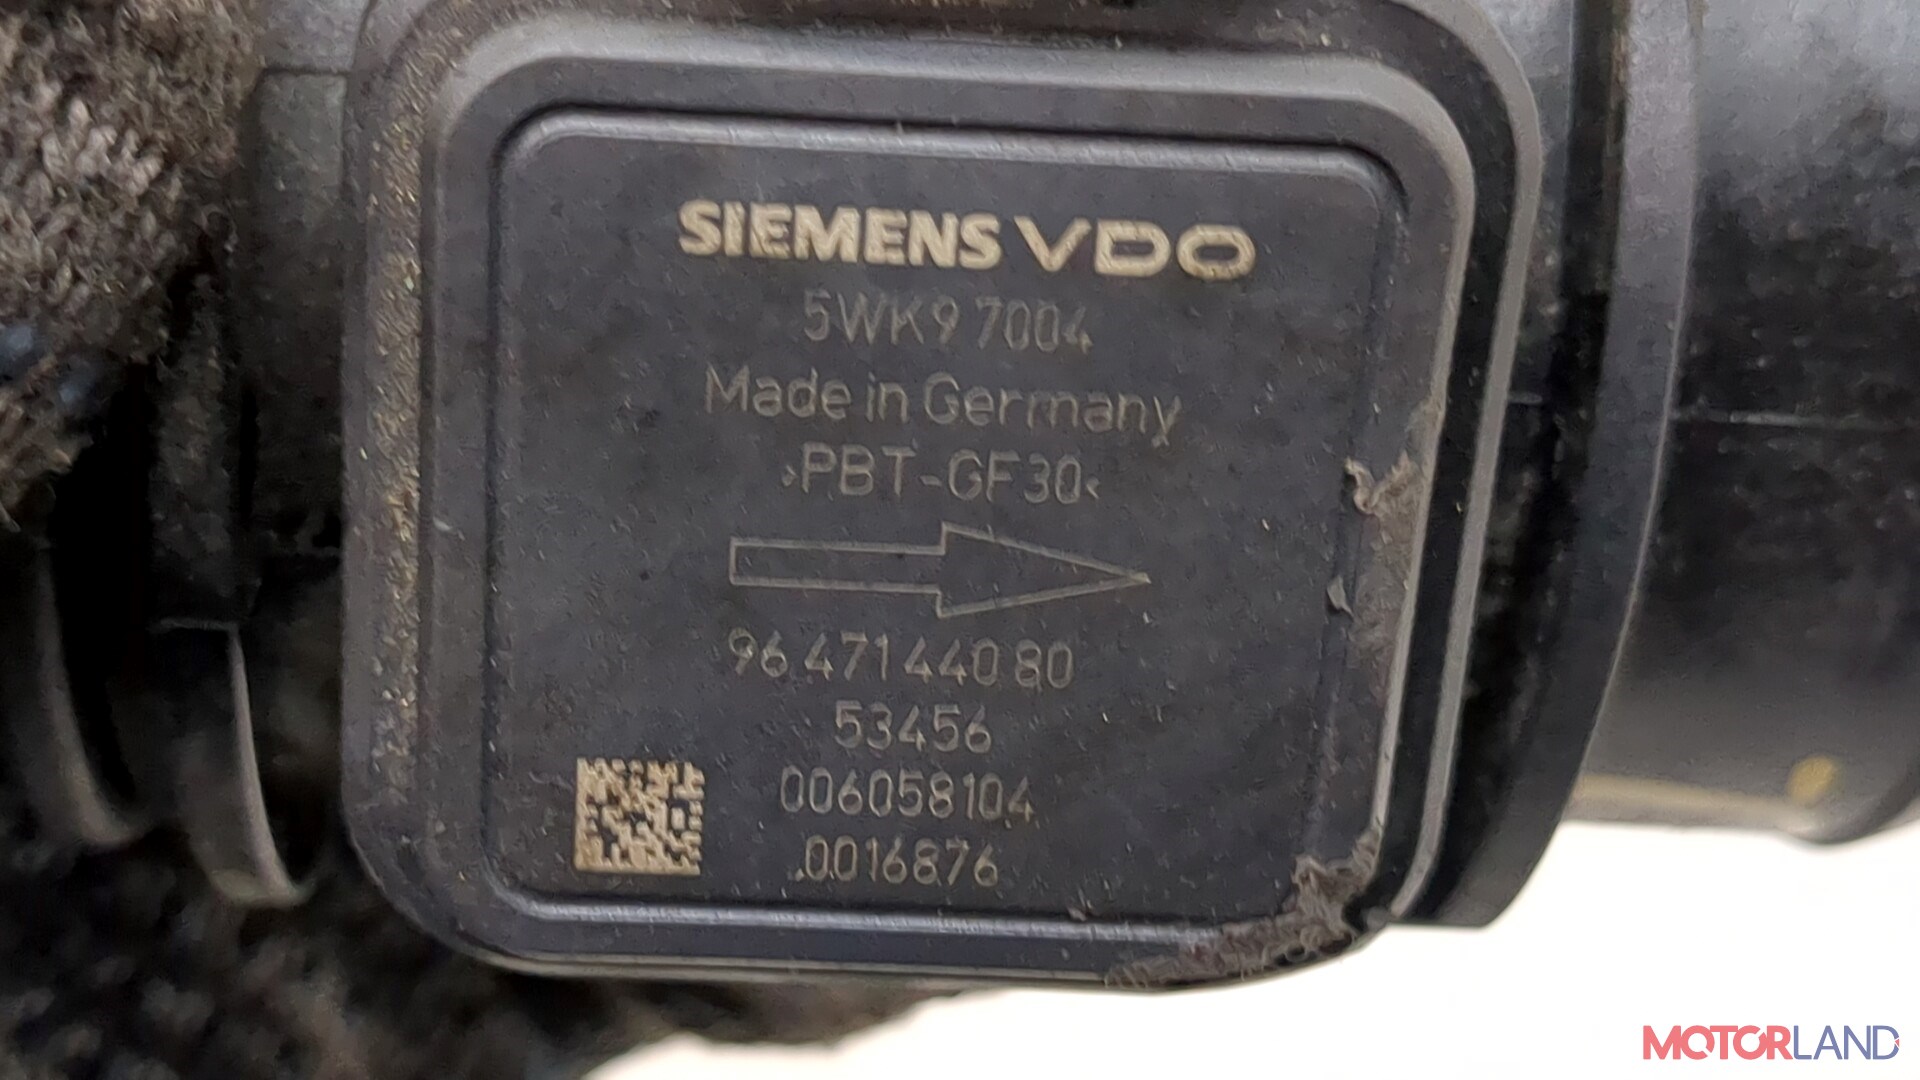 SIEMENS VDO
5WK9 7004
Made in Germany
>PBT-GF30<
96 471 440 80
53456
006058104
0016876
MOTORLAND